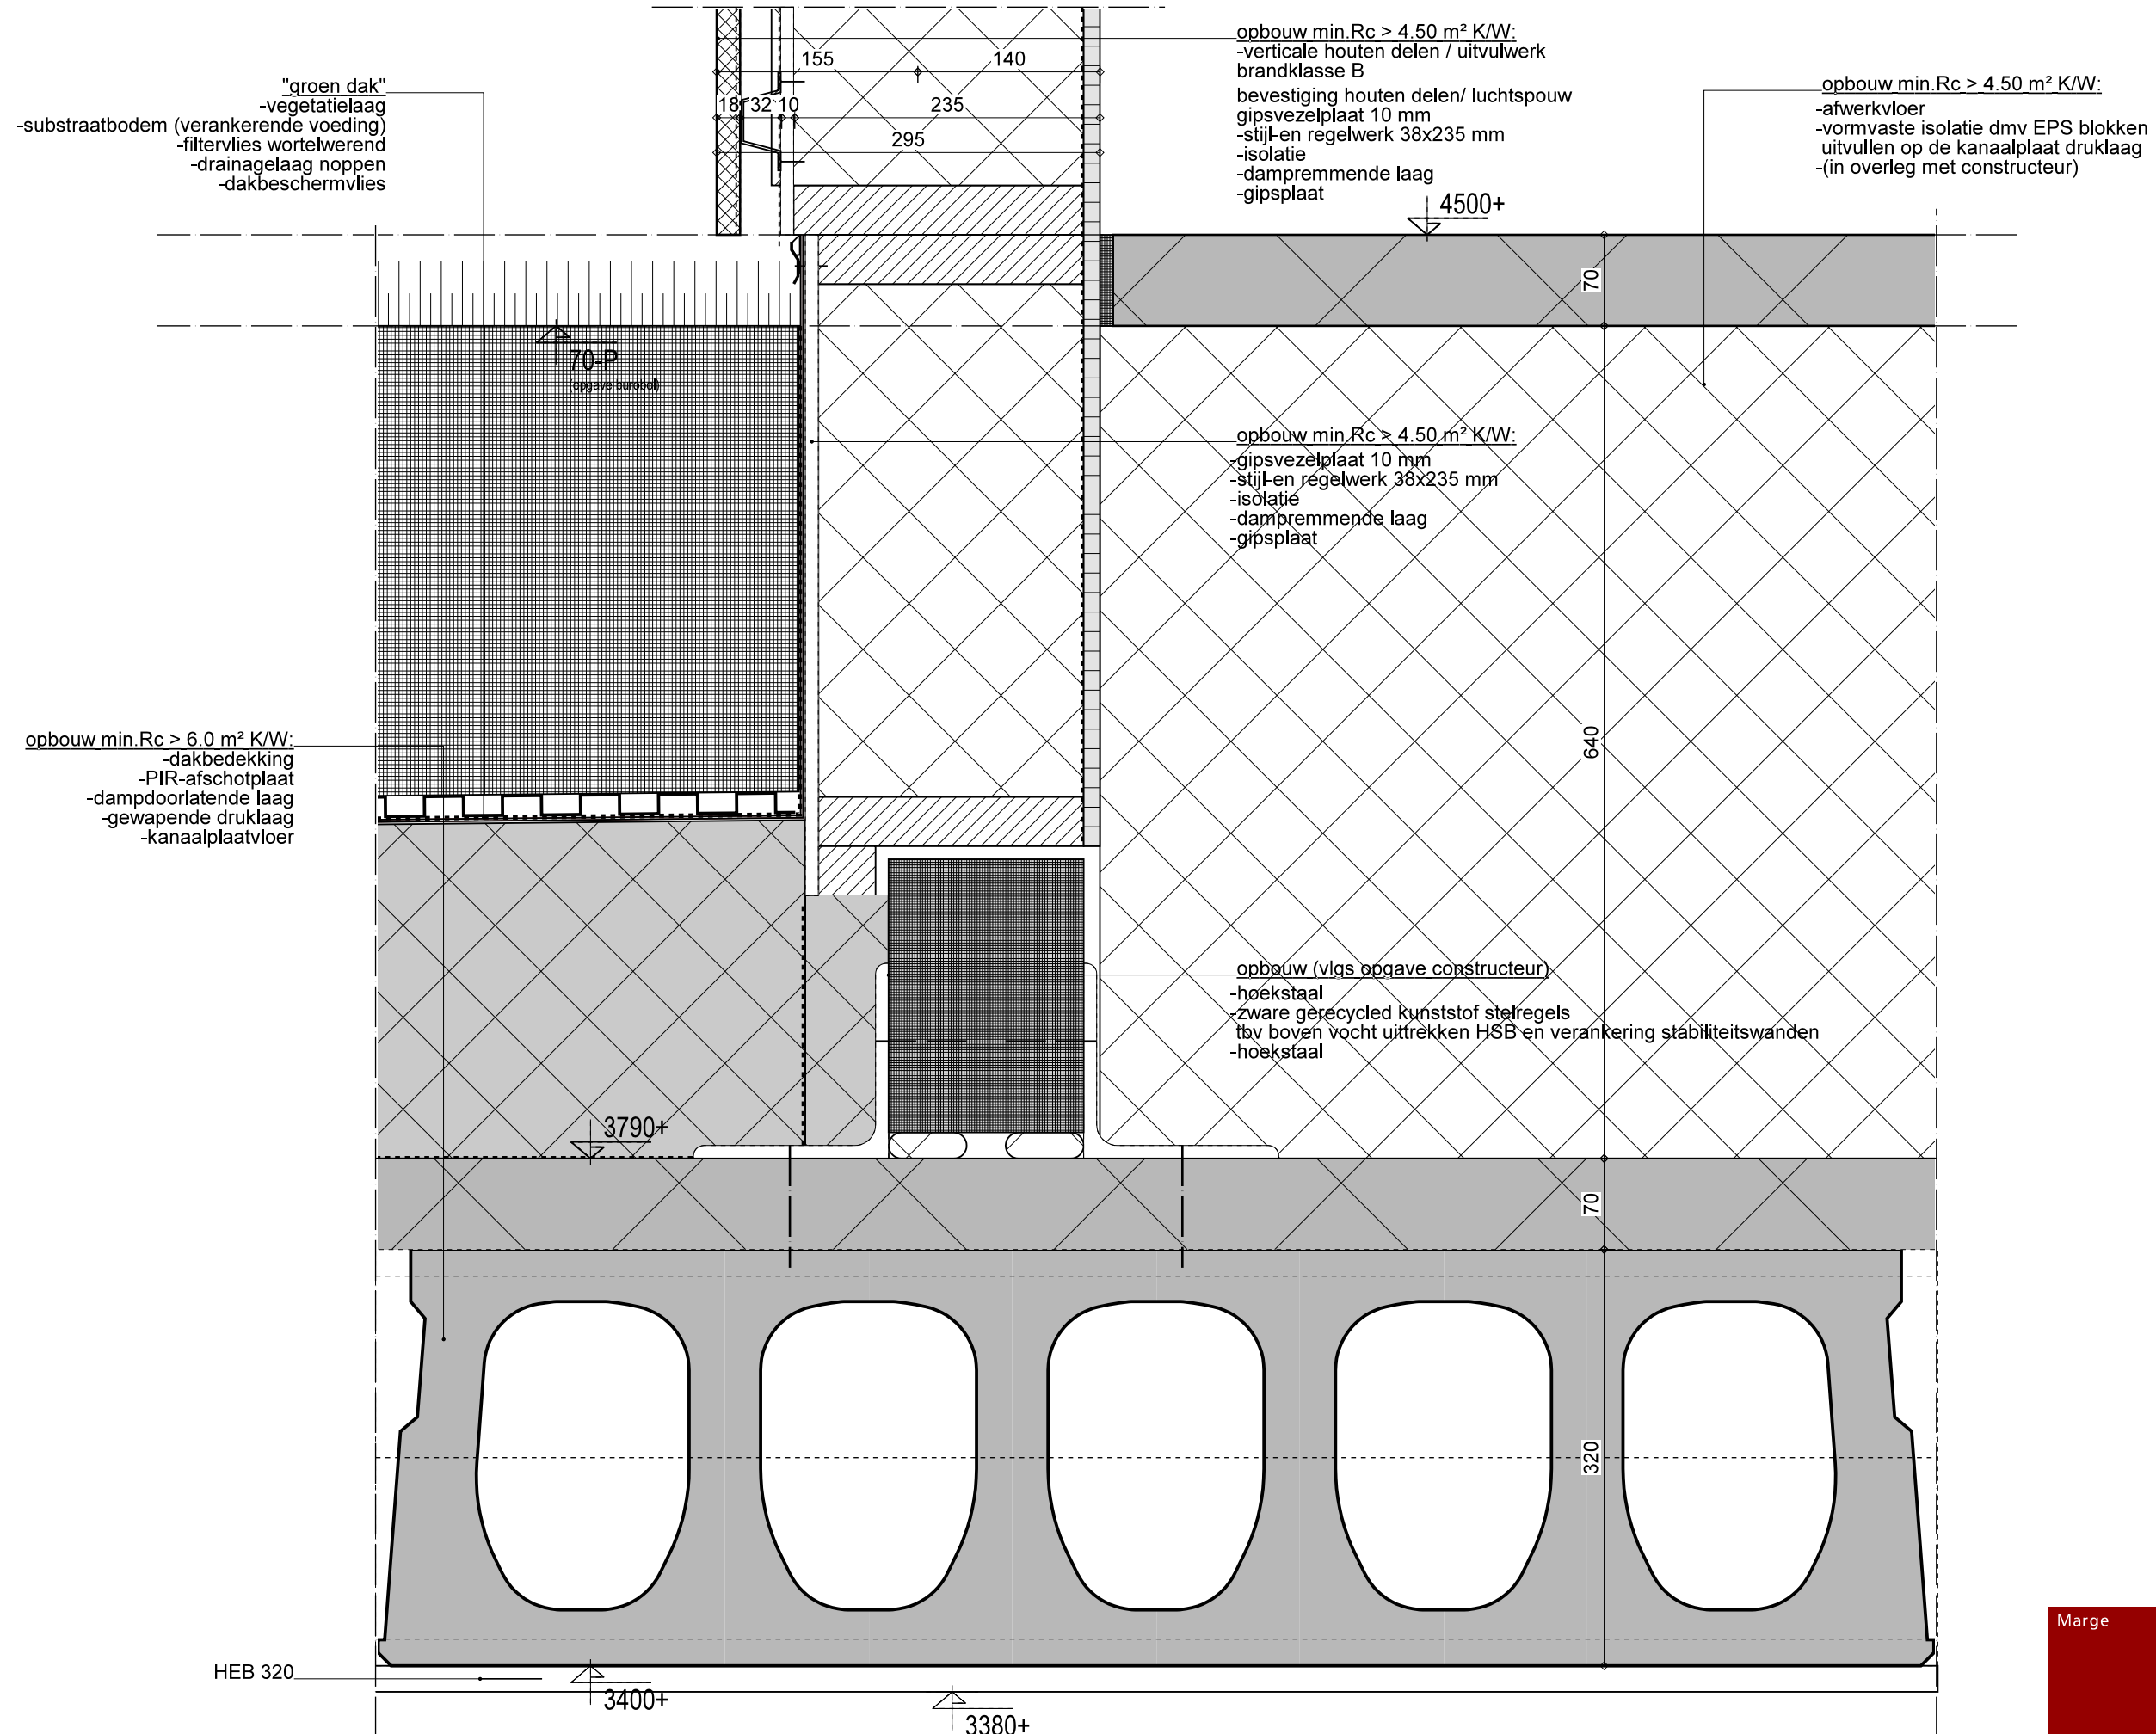 "groen dak"
-vegetatielaag
-substraatbodem (verankerende voeding)
-filtervlies wortelwerend
-drainagelaag noppen
-dakbeschermvlies
155
140
18
32
10
235
295
opbouw min.Rc > 4.50 m² K/W:
-verticale houten delen / uitvulwerk
brandklasse B
bevestiging houten delen/ luchtspouw
gipsvezelplaat 10 mm
-stijl-en regelwerk 38x235 mm
-isolatie
-dampremmende laag
-gipsplaat
opbouw min.Rc > 4.50 m² K/W:
-afwerkvloer
-vormvaste isolatie dmv EPS blokken
uitvullen op de kanaalplaat druklaag
-(in overleg met constructeur)
4500+
70
70-P
(opgave burobol)
opbouw min.Rc > 4.50 m² K/W:
-gipsvezelplaat 10 mm
-stijl-en regelwerk 38x235 mm
-isolatie
-dampremmende laag
-gipsplaat
640
opbouw min.Rc > 6.0 m² K/W:
-dakbedekking
-PIR-afschotplaat
-dampdoorlatende laag
-gewapende druklaag
-kanaalplaatvloer
opbouw (vlgs opgave constructeur)
-hoekstaal
-zware gerecycled kunststof stelregels
tbv boven vocht uittrekken HSB en verankering stabiliteitswanden
-hoekstaal
3790+
70
320
HEB 320
3400+
3380+
Marge